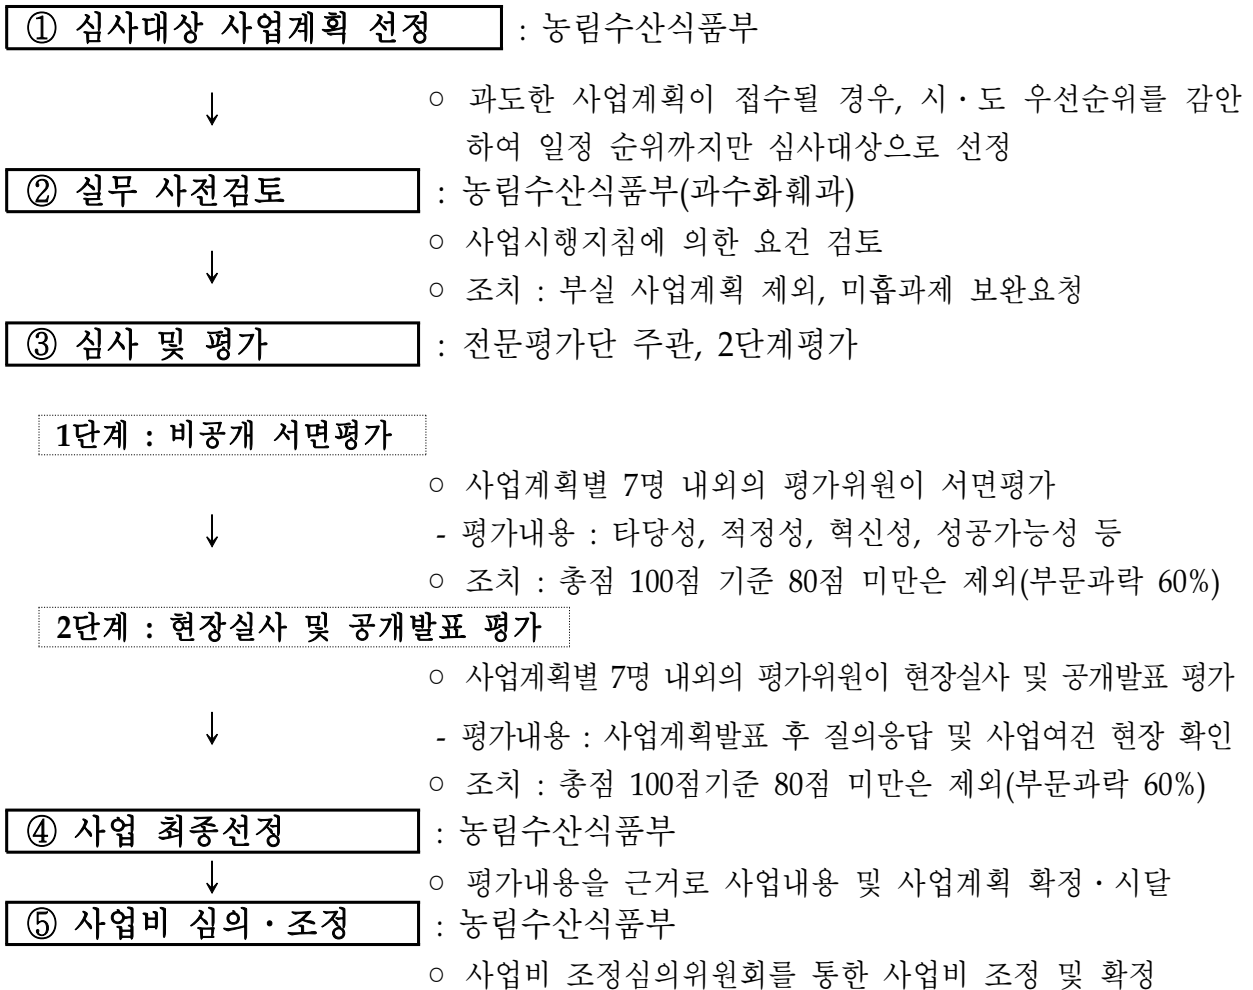 ① 심사대상 사업계획 선정 : 농림수산식품부
↓ ○ 과도한 사업계획이 접수될 경우, 시・도 우선순위를 감안
하여 일정 순위까지만 심사대상으로 선정
② 실무 사전검토 : 농림수산식품부(과수화훼과)
○ 사업시행지침에 의한 요건 검토
↓ ○ 조치 : 부실 사업계획 제외, 미흡과제 보완요청
③ 심사 및 평가 : 전문평가단 주관, 2단계평가
1단계 : 비공개 서면평가
○ 사업계획별 7명 내외의 평가위원이 서면평가
↓ - 평가내용 : 타당성, 적정성, 혁신성, 성공가능성 등
○ 조치 : 총점 100점 기준 80점 미만은 제외(부문과락 60%)
2단계 : 현장실사 및 공개발표 평가
○ 사업계획별 7명 내외의 평가위원이 현장실사 및 공개발표 평가
↓ - 평가내용 : 사업계획발표 후 질의응답 및 사업여건 현장 확인
○ 조치 : 총점 100점기준 80점 미만은 제외(부문과락 60%)
④ 사업 최종선정 : 농림수산식품부
↓ ○ 평가내용을 근거로 사업내용 및 사업계획 확정・시달
⑤ 사업비 심의・조정 : 농림수산식품부
○ 사업비 조정심의위원회를 통한 사업비 조정 및 확정